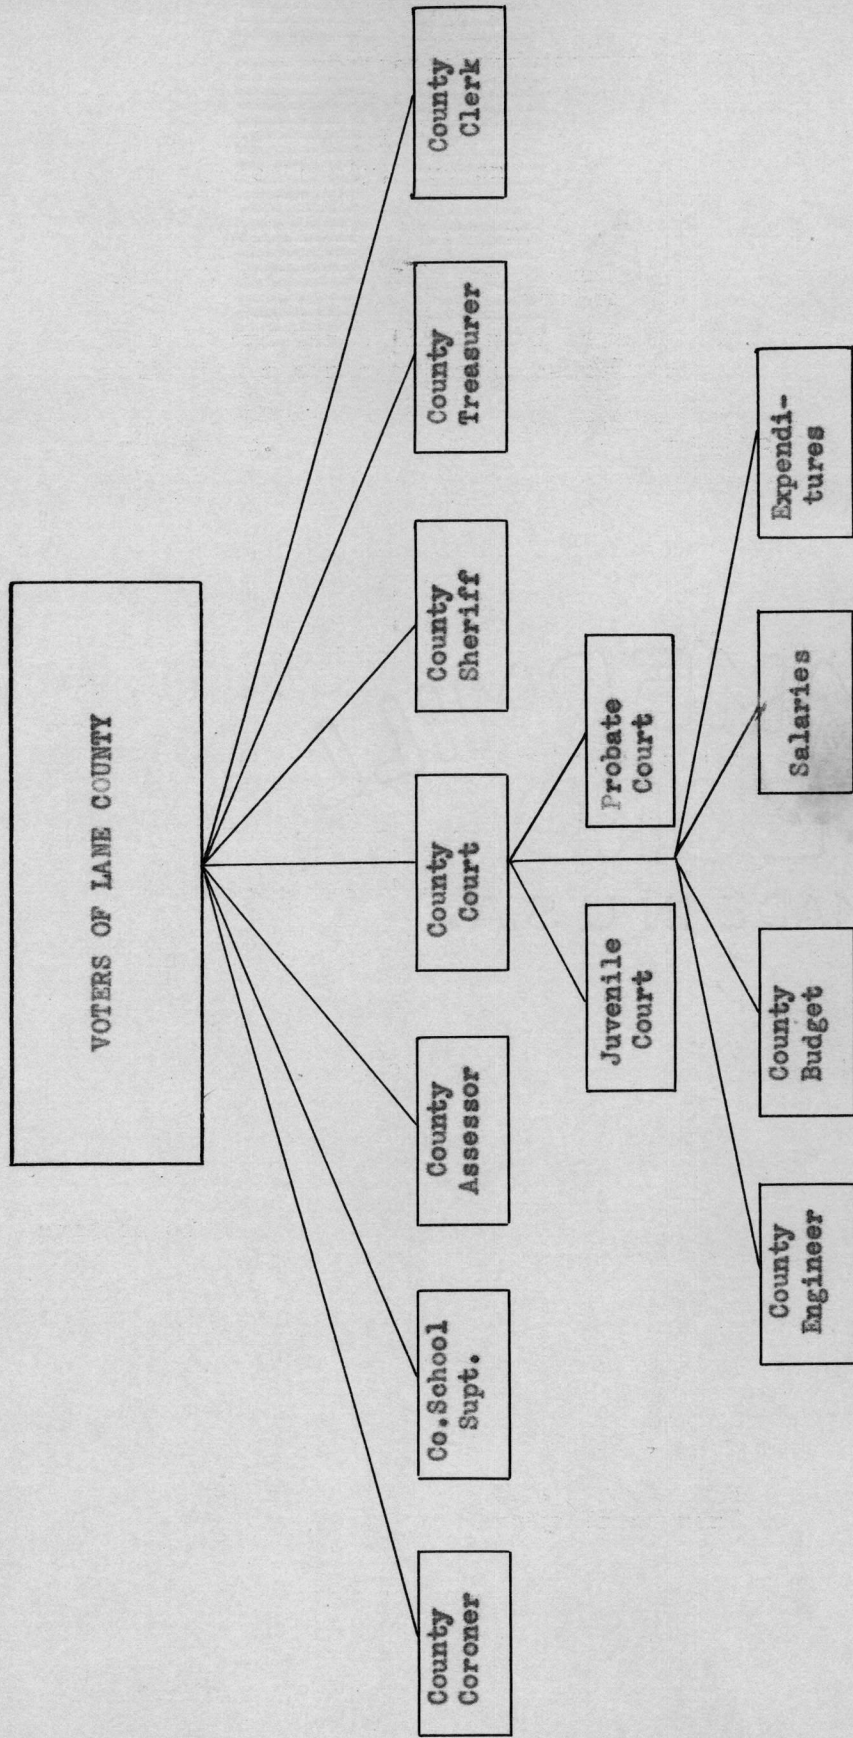 VOTERS OF LANE COUNTY
County
Coroner
Co.School
Supt.
County
Assessor
County
Court
County
Sheriff
County
Treasurer
County
Clerk
Juvenile
Court
Probate
Court
County
Engineer
County
Budget
Salaries
Expendi-
tures